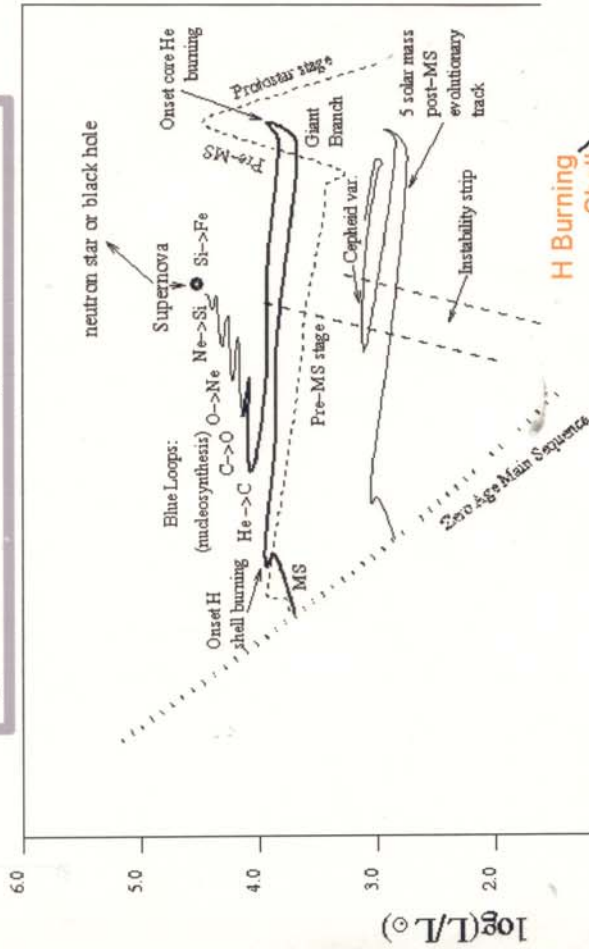 neutron star or black hole
Supernova
Ne->Si Si->Fe
O->Ne
C->O
He->C
Blue Loops:
(nucleosynthesis)
Onset H
shell burning
MS
Pre-MS stage
Onset core He
burning
Protostar stage
Pre-MS
Giant
Branch
Cepheid var.
5 solar mass
post-MS
evolutionary
track
Instability strip
Zero Age Main Sequence
H Burning
log(L/L☉)
6.0
5.0
4.0
3.0
2.0